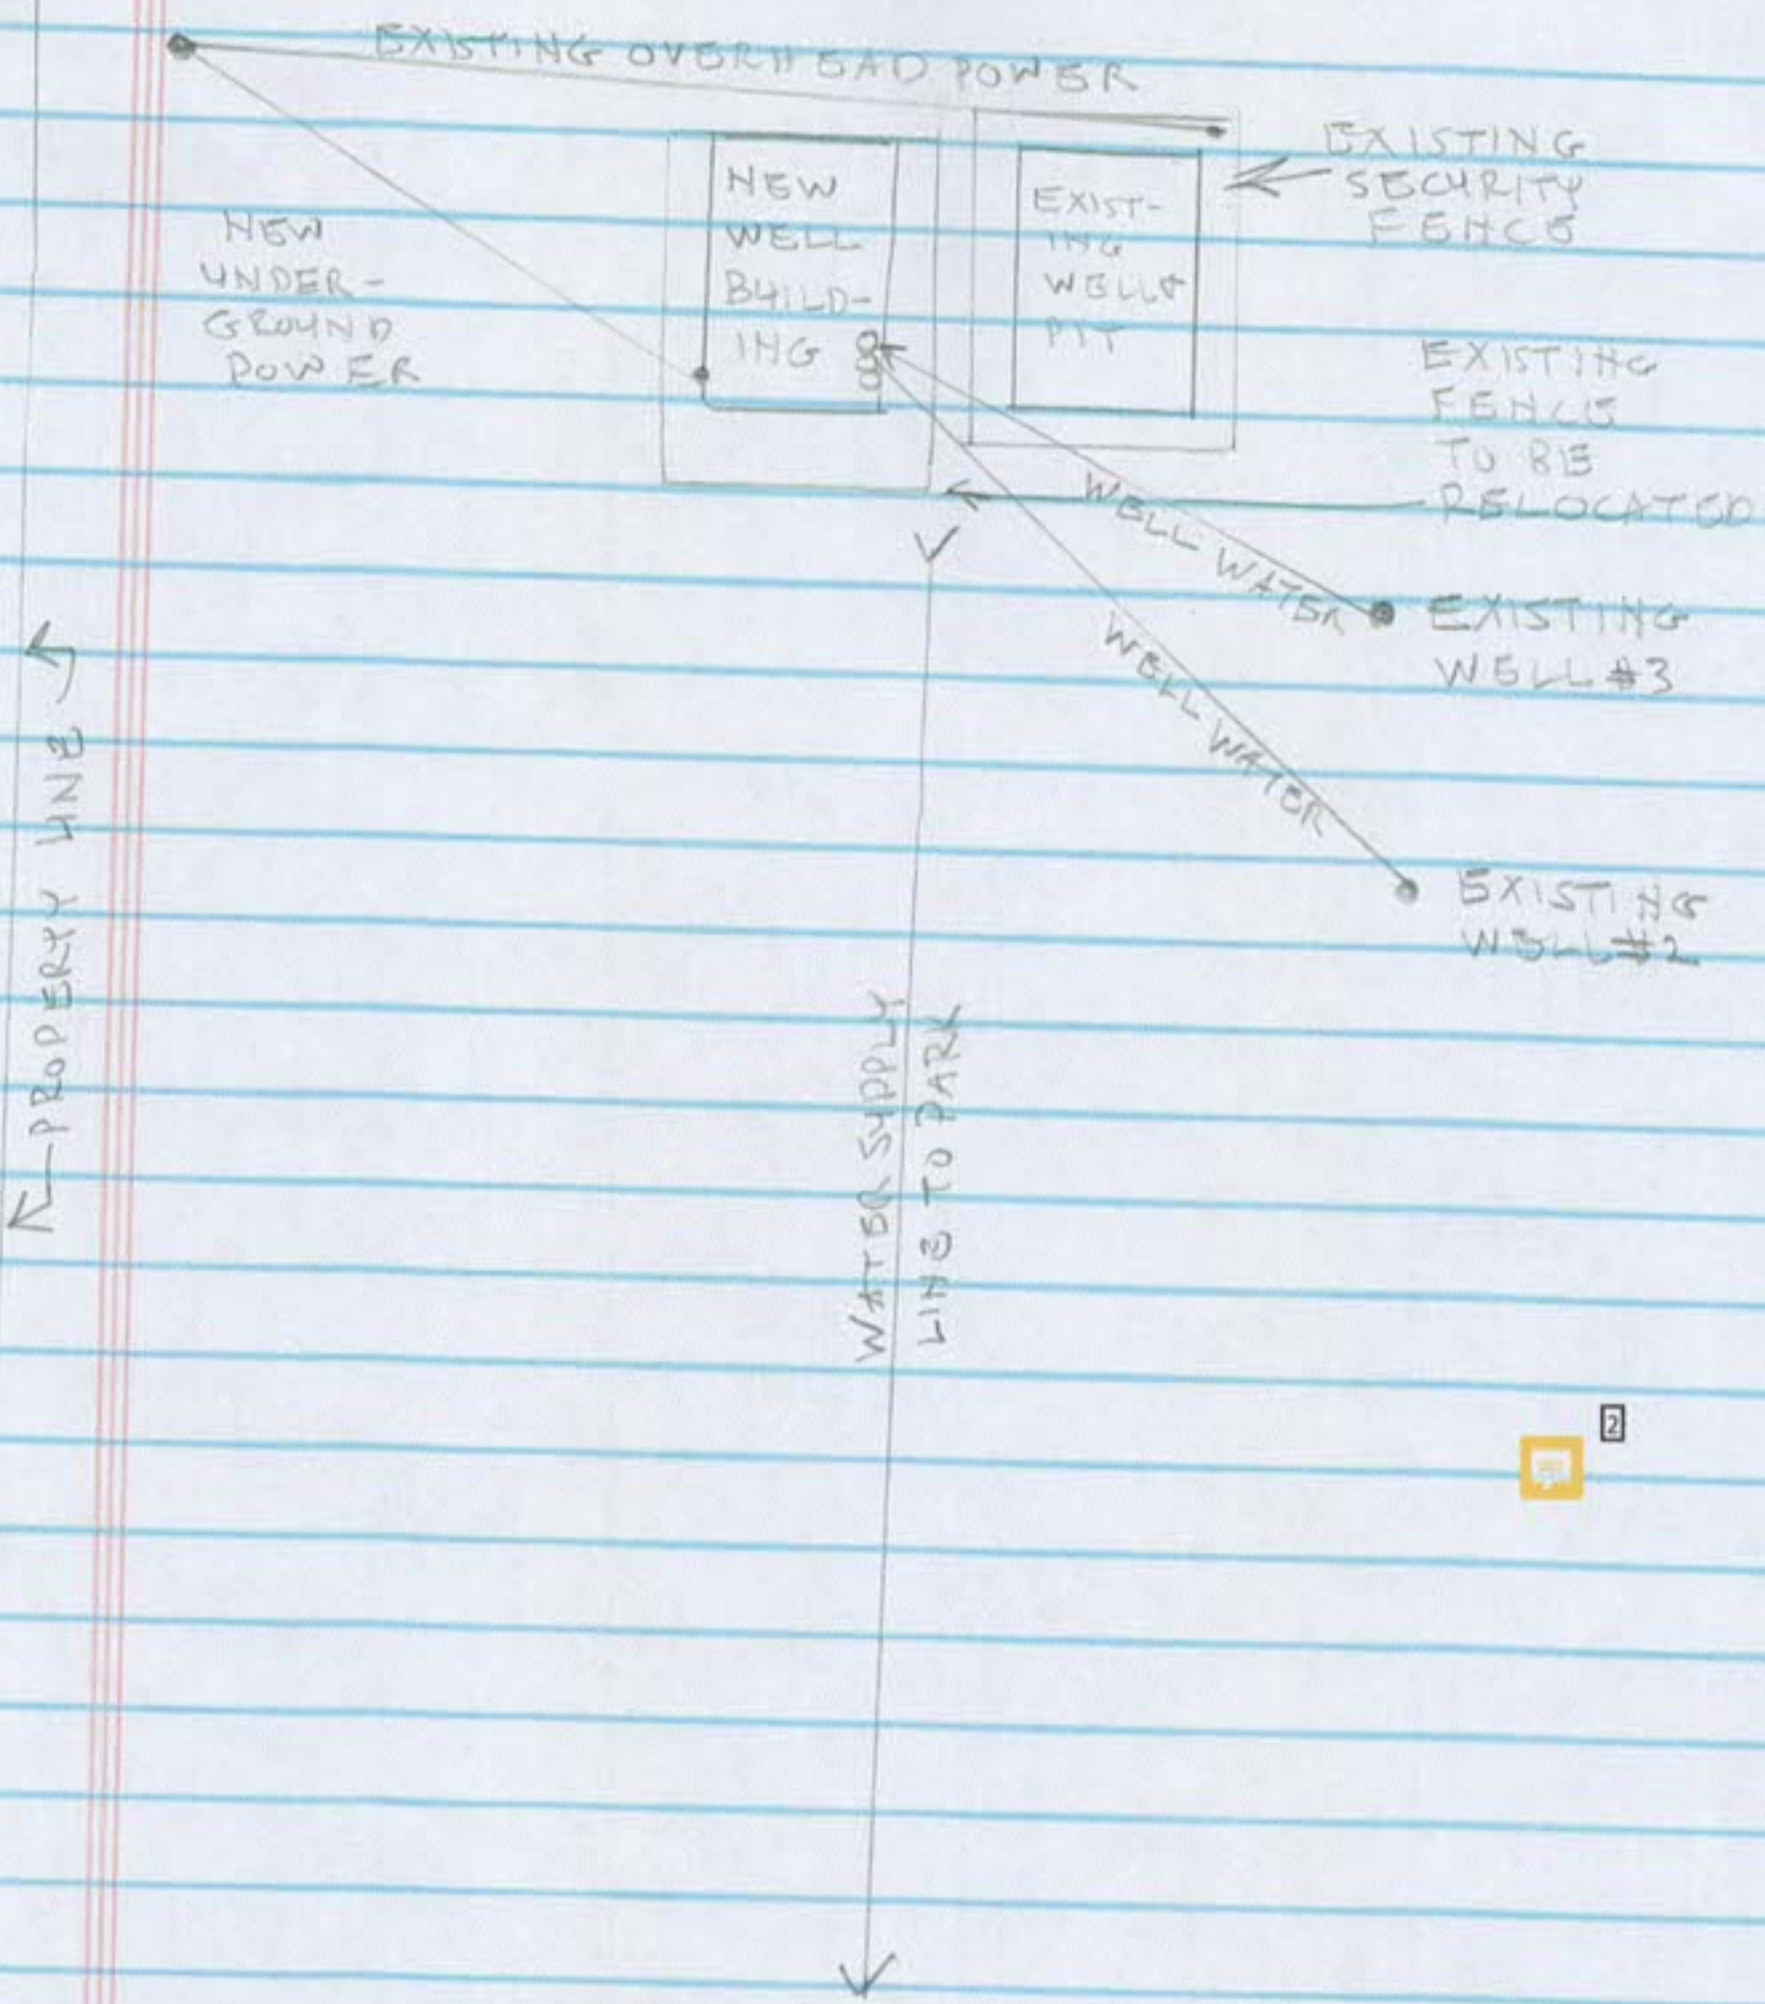 EXISTING OVERHEAD POWER
EXISTING
SECURITY
FENCE
NEW
WELL
BUILD-
ING
EXIST-
ING
WELL &
PIT
NEW
UNDER-
GROUND
POWER
EXISTING
FENCE
TO BE
RELOCATED
WELL WATER
EXISTING
WELL #3
WELL WATER
EXISTING
WELL #2
PROPERTY LINE
WATER SUPPLY
LINE TO PARK
2